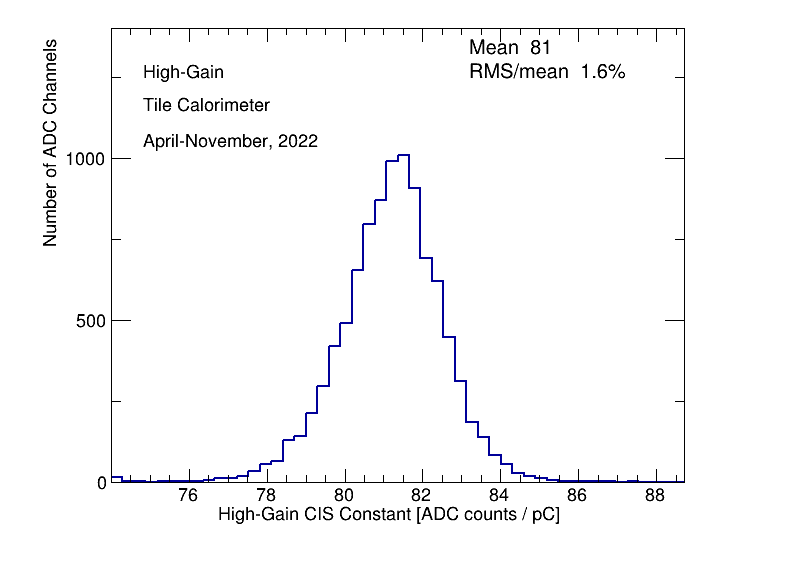 Mean 81
RMS/mean 1.6%
High-Gain
Tile Calorimeter
April-November, 2022
Number of ADC Channels
1000
500
0
76 78 80 82 84 86 88
High-Gain CIS Constant [ADC counts / pC]